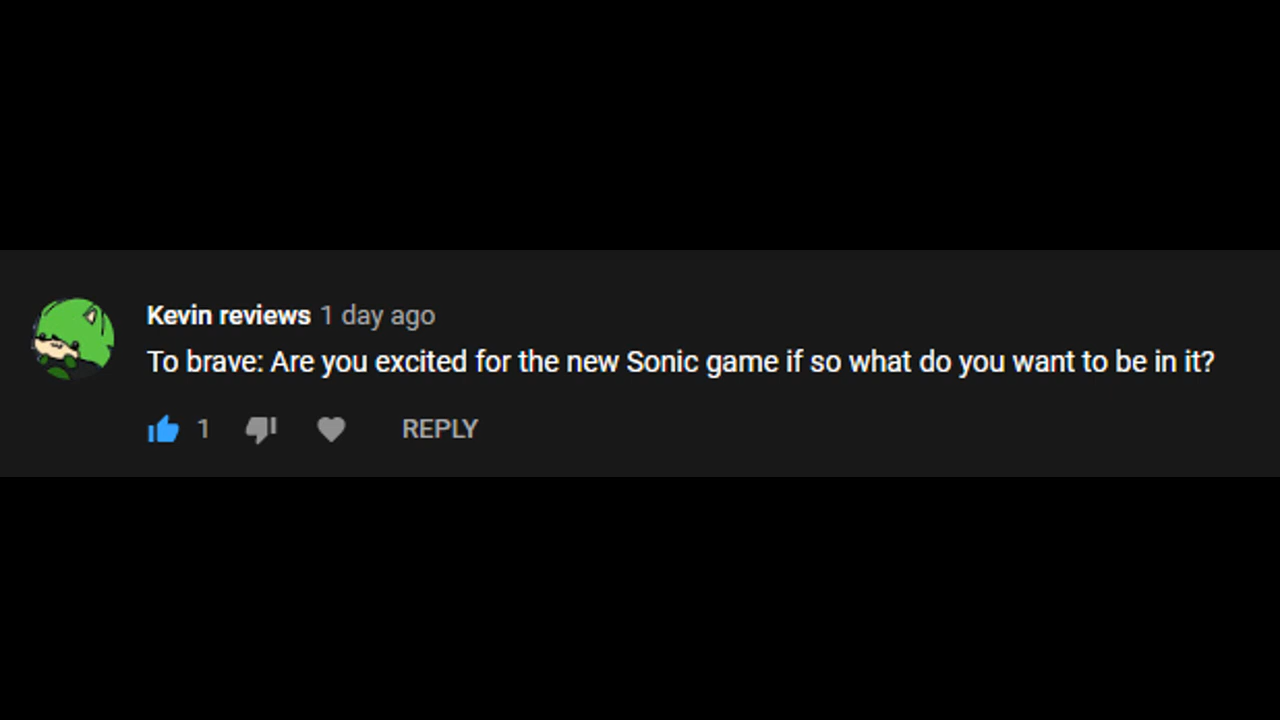 Kevin reviews 1 day ago
To brave: Are you excited for the new Sonic game if so what do you want to be in it?
1 REPLY